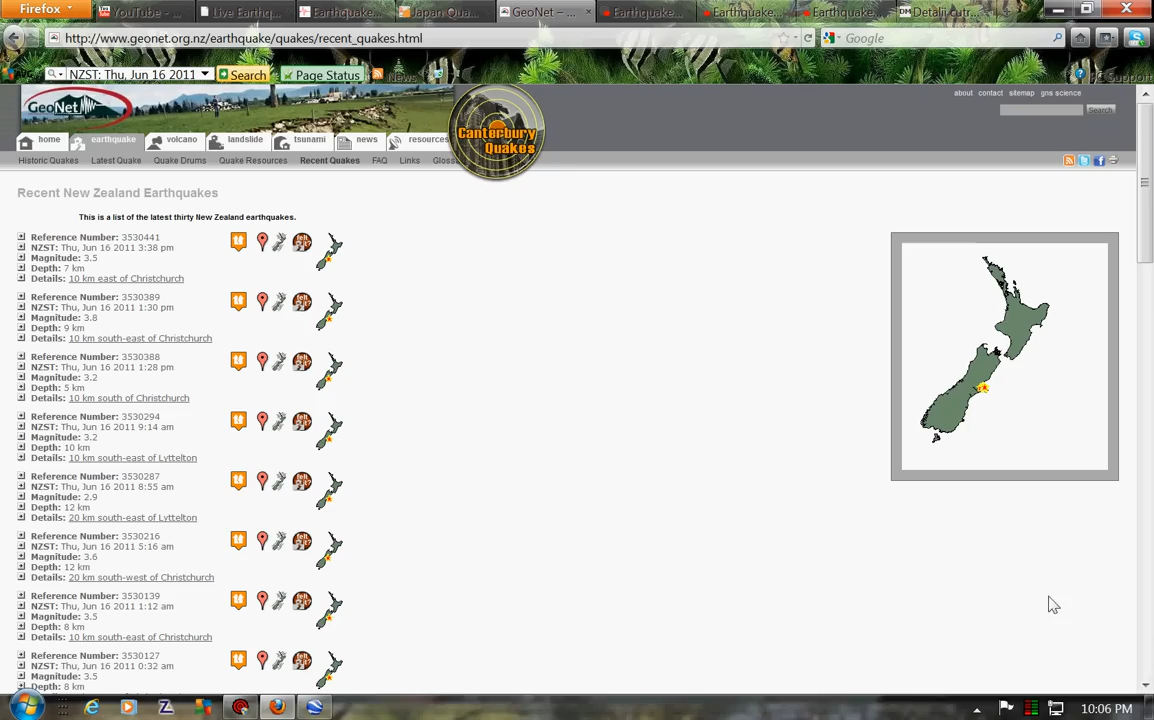 Firefox
YouTube - ...
Live Earthq...
Earthquake...
Japan Qua...
GeoNet – ...
Earthquake...
Earthquake...
Earthquake...
Detalii cutr...
http://www.geonet.org.nz/earthquake/quakes/recent_quakes.html
Google
NZST: Thu, Jun 16 2011
Search
Page Status
News
PC Support
about contact sitemap gns science
GeoNet
Search
Canterbury
Quakes
home earthquake volcano landslide tsunami news resources
Historic Quakes Latest Quake Quake Drums Quake Resources Recent Quakes FAQ Links Gloss
Recent New Zealand Earthquakes
This is a list of the latest thirty New Zealand earthquakes.
Reference Number: 3530441
NZST: Thu, Jun 16 2011 3:38 pm
Magnitude: 3.5
Depth: 7 km
Details: 10 km east of Christchurch
Reference Number: 3530389
NZST: Thu, Jun 16 2011 1:30 pm
Magnitude: 3.8
Depth: 9 km
Details: 10 km south-east of Christchurch
Reference Number: 3530388
NZST: Thu, Jun 16 2011 1:28 pm
Magnitude: 3.2
Depth: 5 km
Details: 10 km south of Christchurch
Reference Number: 3530294
NZST: Thu, Jun 16 2011 9:14 am
Magnitude: 3.2
Depth: 10 km
Details: 10 km south-east of Lyttelton
Reference Number: 3530287
NZST: Thu, Jun 16 2011 8:55 am
Magnitude: 2.9
Depth: 12 km
Details: 20 km south-east of Lyttelton
Reference Number: 3530216
NZST: Thu, Jun 16 2011 5:16 am
Magnitude: 3.6
Depth: 12 km
Details: 20 km south-west of Christchurch
Reference Number: 3530139
NZST: Thu, Jun 16 2011 1:12 am
Magnitude: 3.5
Depth: 8 km
Details: 10 km south-east of Christchurch
Reference Number: 3530127
NZST: Thu, Jun 16 2011 0:32 am
Magnitude: 3.5
Depth: 8 km
10:06 PM